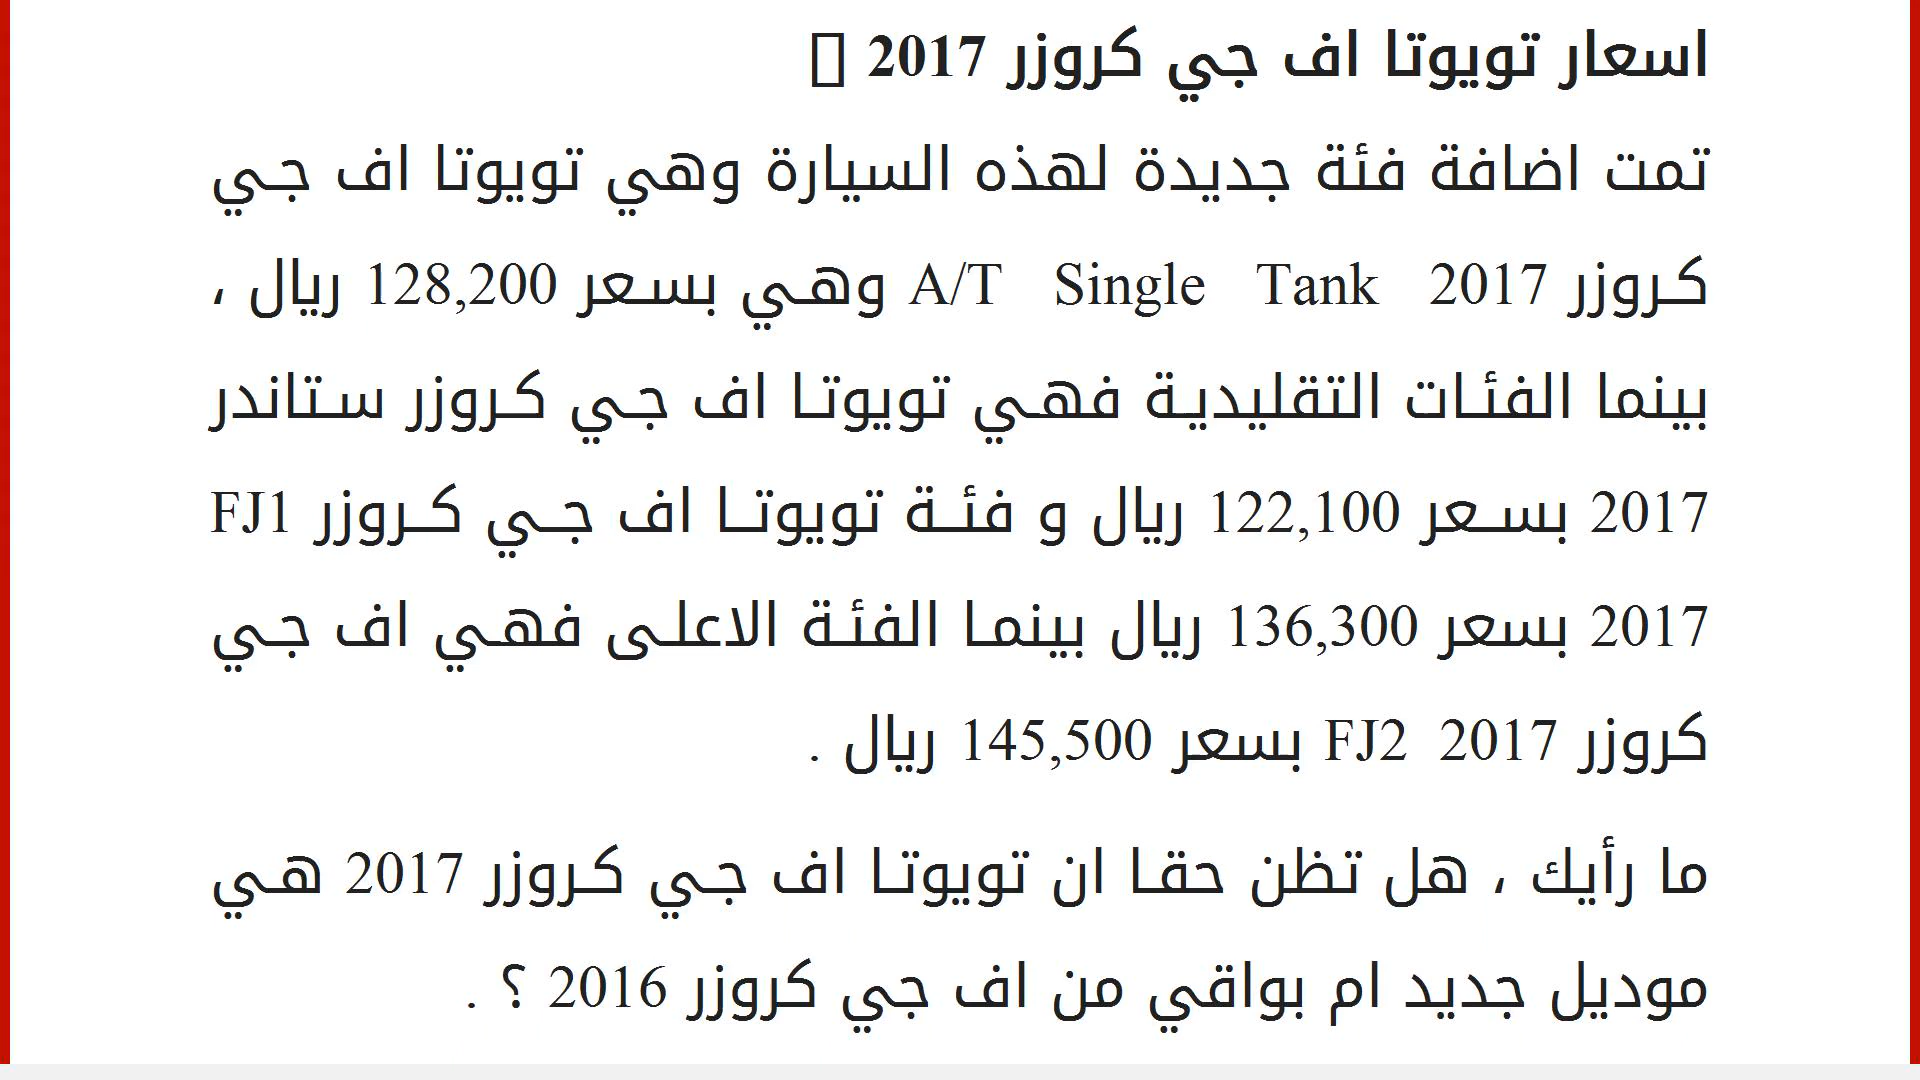 اسعار تويوتا اف جي كروزر 2017
تمت اضافة فئة جديدة لهذه السيارة وهي تويوتا اف جي
كروزر 2017 A/T Single Tank وهي بسعر 128,200 ريال ،
بينما الفئات التقليدية فهي تويوتا اف جي كروزر ستاندر
2017 بسعر 122,100 ريال و فئة تويوتا اف جي كروزر FJ1
2017 بسعر 136,300 ريال بينما الفئة الاعلى فهي اف جي
كروزر FJ2 2017 بسعر 145,500 ريال .
ما رأيك ، هل تظن حقا ان تويوتا اف جي كروزر 2017 هي
موديل جديد ام بواقي من اف جي كروزر 2016 ؟ .